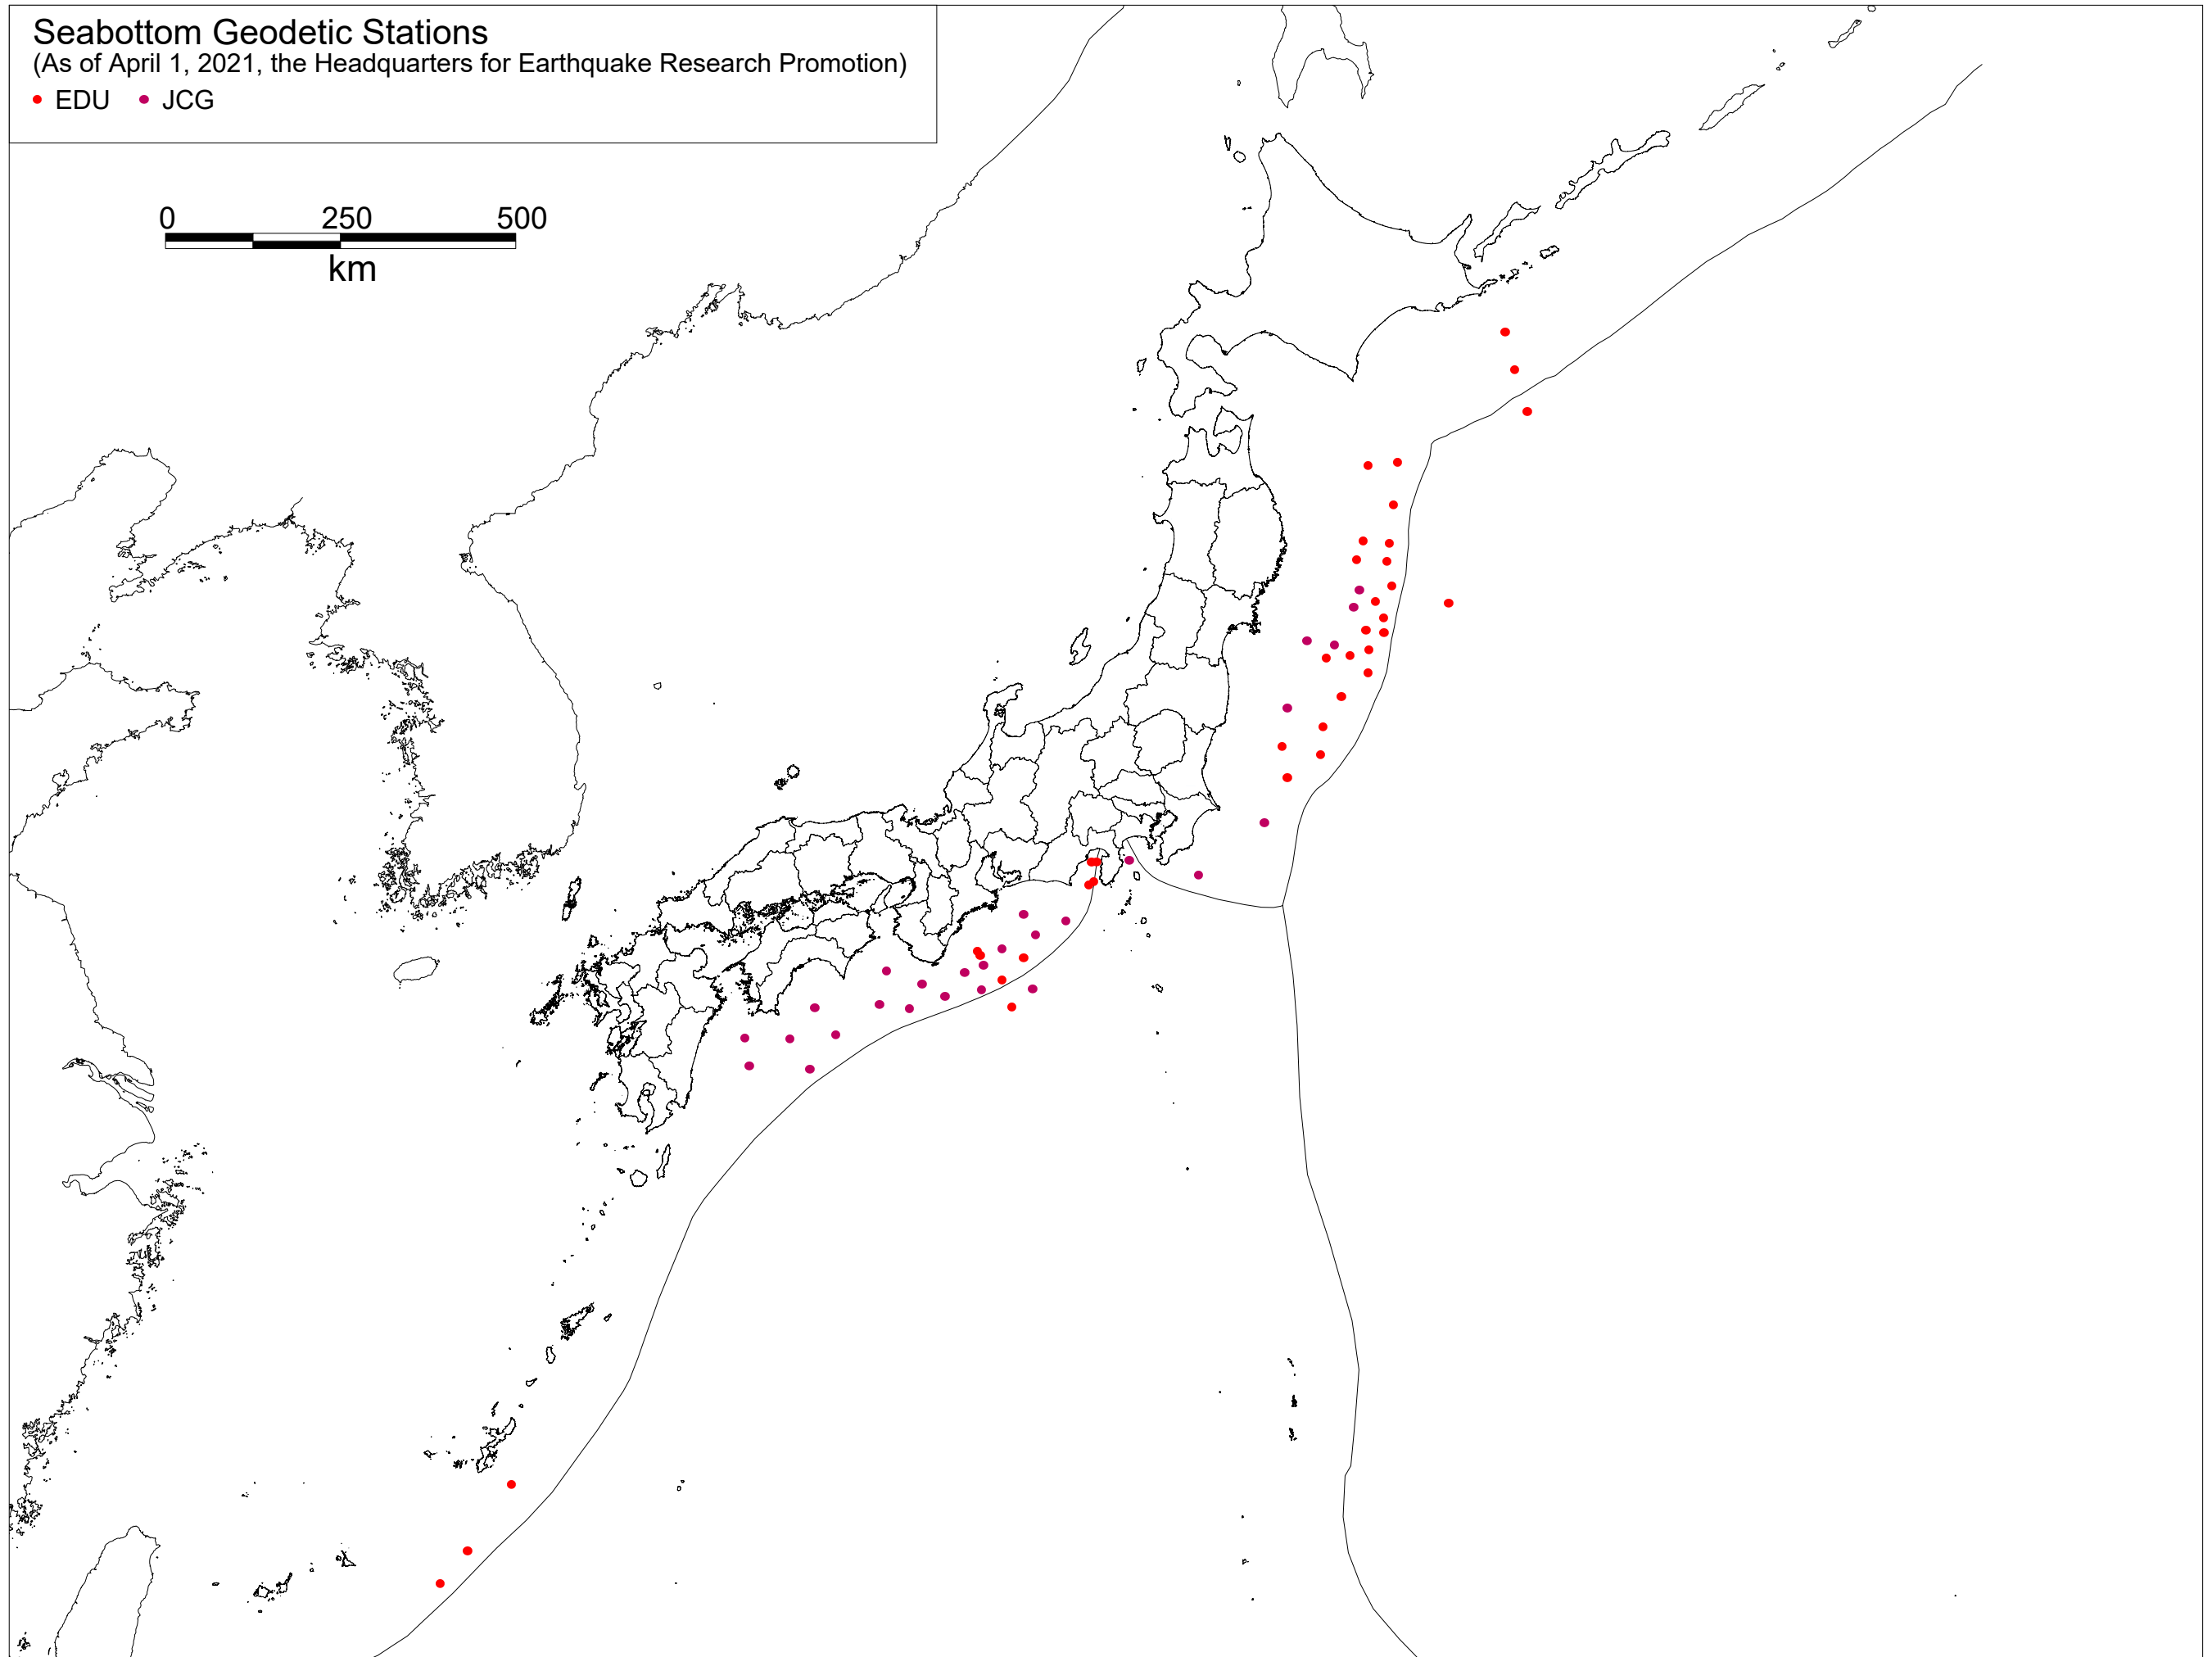 Seabottom Geodetic Stations
(As of April 1, 2021, the Headquarters for Earthquake Research Promotion)
EDU JCG
0 250 500
km